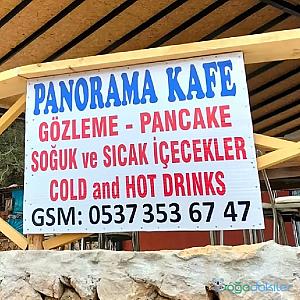 PANORAMA KAFE
GÖZLEME - PANCAKE
SOĞUK ve SICAK İÇECEKLER
COLD and HOT DRINKS
GSM: 0537 353 67 47